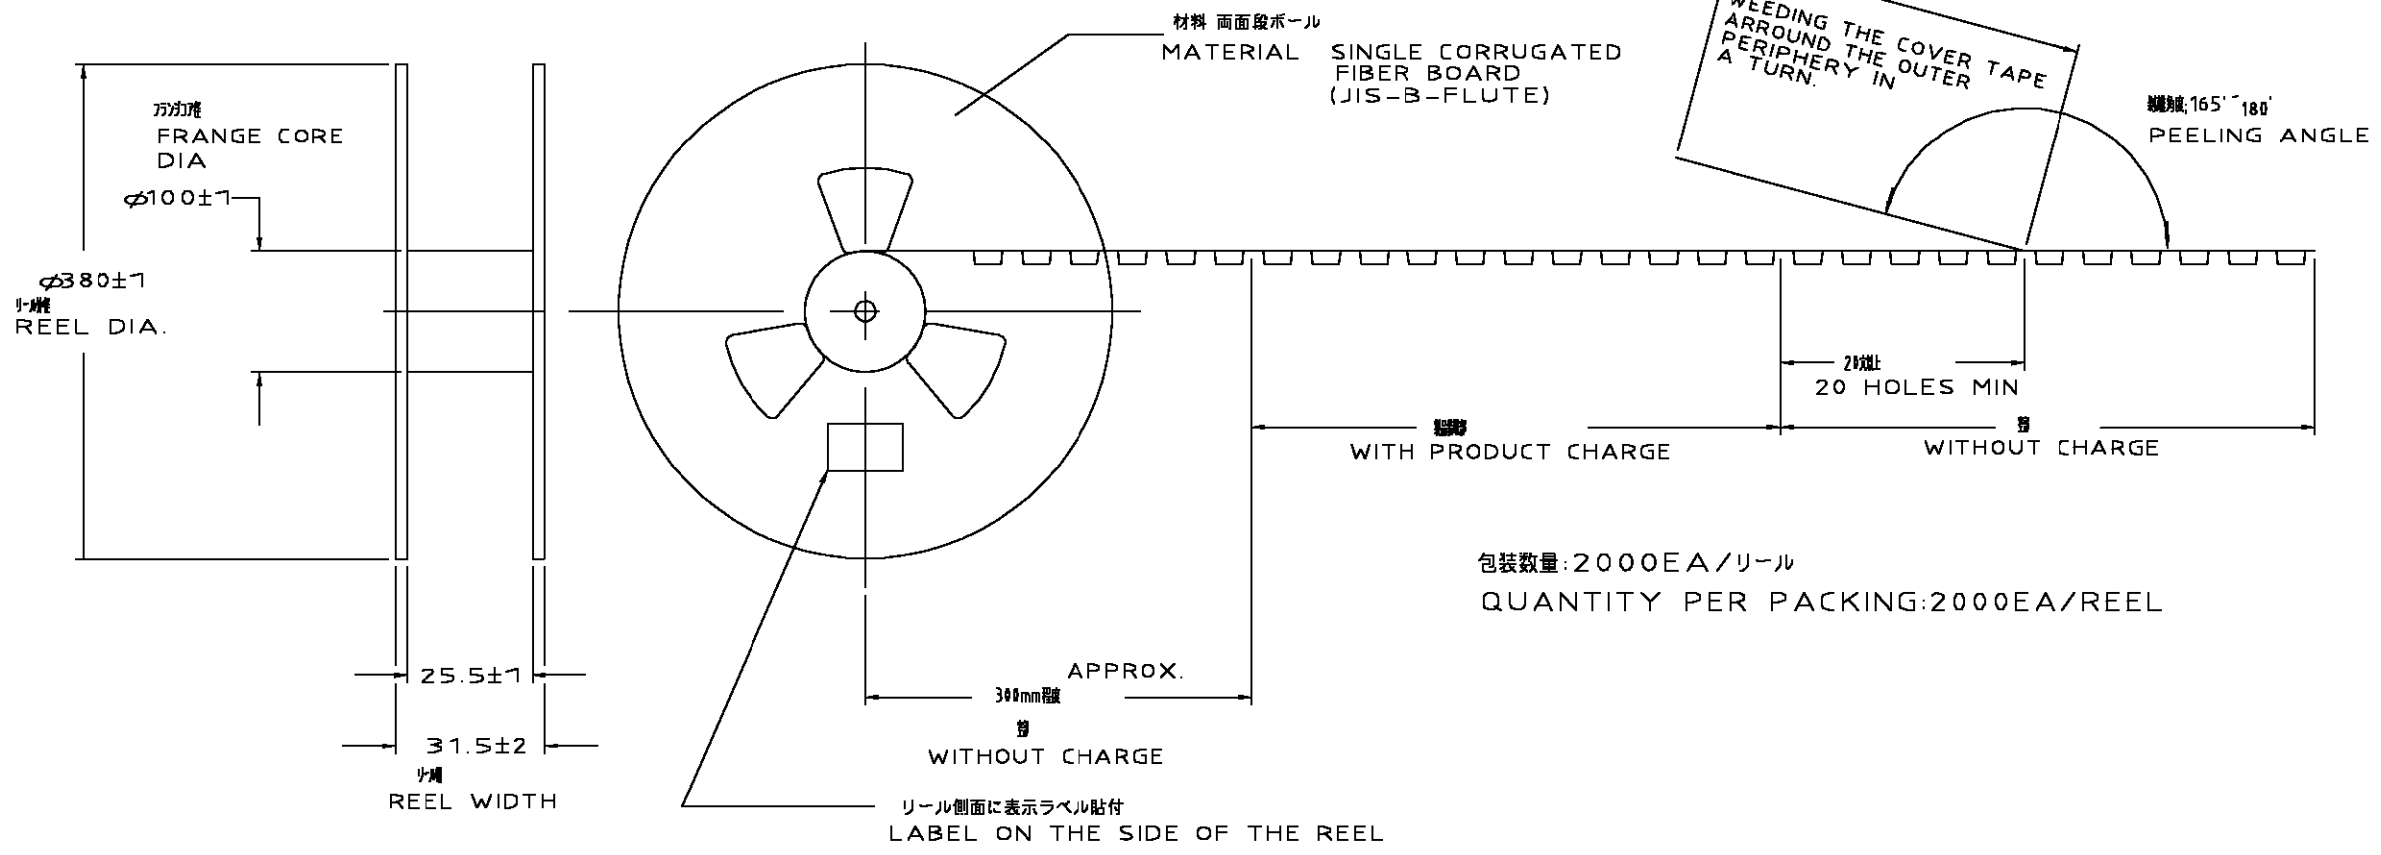 材料 両面段ボール
MATERIAL SINGLE CORRUGATED
FIBER BOARD
(JIS-B-FLUTE)
WEEDING THE COVER TAPE
ARROUND THE OUTER
PERIPHERY IN
A TURN.
165° 180°
PEELING ANGLE
FRANGE CORE
DIA
⌀100±1
⌀380±1
REEL DIA.
20 HOLES MIN
WITH PRODUCT CHARGE
WITHOUT CHARGE
包装数量:2000EA/リール
QUANTITY PER PACKING:2000EA/REEL
25.5±1
31.5±2
REEL WIDTH
APPROX.
300mm程度
WITHOUT CHARGE
リール側面に表示ラベル貼付
LABEL ON THE SIDE OF THE REEL